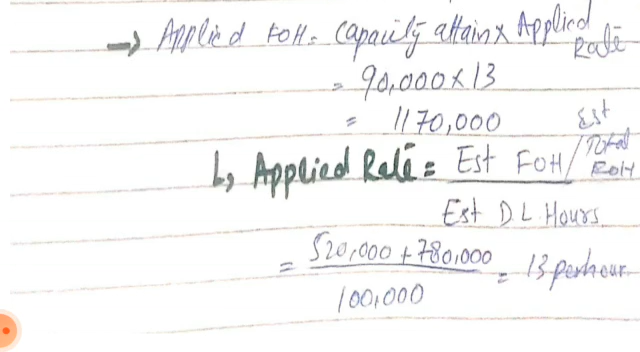 → Applied FOH = Capacity attain x Applied Rate
= 90,000 x 13
= 1170,000
↳ Applied Rate = Est FOH / Est Total FOH
Est D.L. Hours
= 520,000 + 780,000 = 13 per hour
100,000